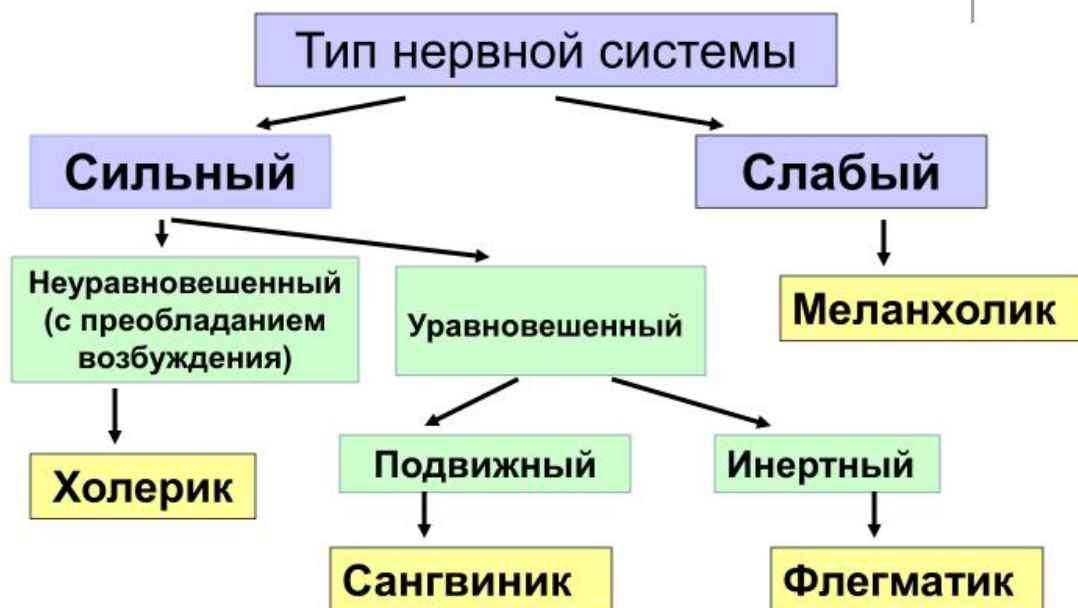 Тип нервной системы
Сильный
Слабый
Неуравновешенный
(с преобладанием
возбуждения)
Уравновешенный
Меланхолик
Подвижный
Инертный
Холерик
Сангвиник
Флегматик